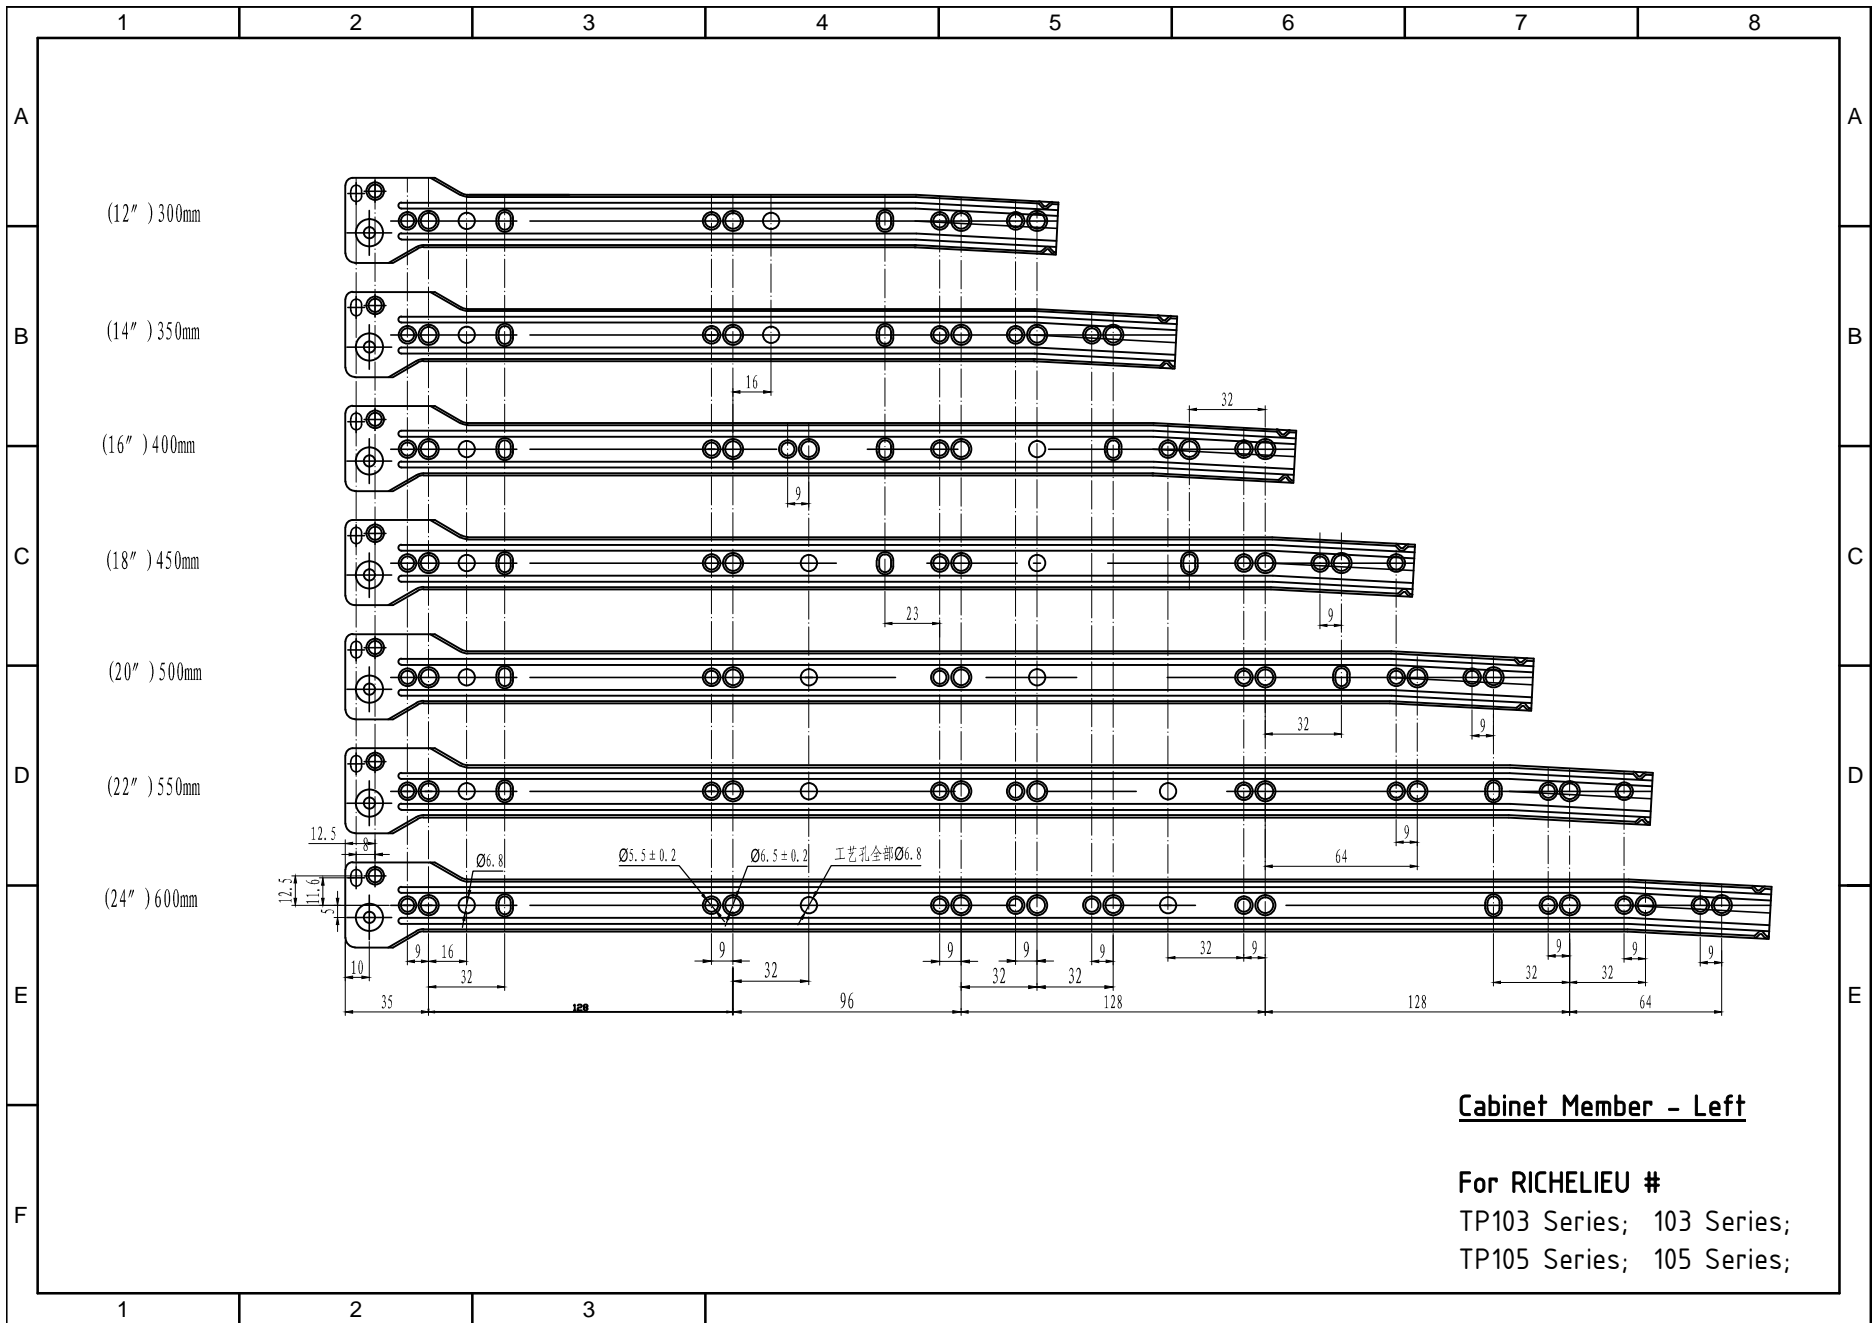 1 2 3 4 5 6 7 8
A A
(12″ )300mm
B B
(14″ )350mm
16
32
(16″ )400mm
9
C C
(18″ )450mm
23
9
(20″ )500mm
32
9
D D
(22″ )550mm
12.5
8
9
64
Ø6.8
Ø5.5±0.2
Ø6.5±0.2
工艺孔全部Ø6.8
12.5
11.6
5
(24″ )600mm
10
9 16 9 9 9 9 32 9 9 9 9
32 32 32 32 32 32
35 128 96 128 128 64
E E
Cabinet Member - Left
For RICHELIEU #
F
TP103 Series; 103 Series;
TP105 Series; 105 Series;
1 2 3